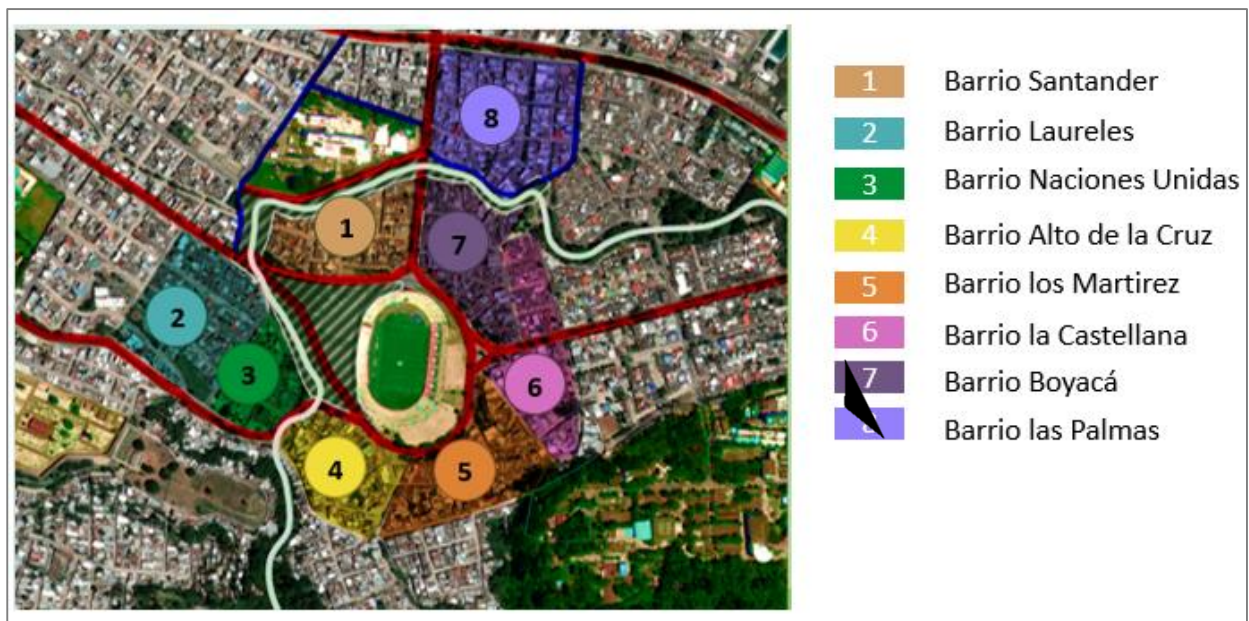 8
1
7
2
3
6
4
5
1 Barrio Santander
2 Barrio Laureles
3 Barrio Naciones Unidas
4 Barrio Alto de la Cruz
5 Barrio los Martirez
6 Barrio la Castellana
7 Barrio Boyacá
8 Barrio las Palmas